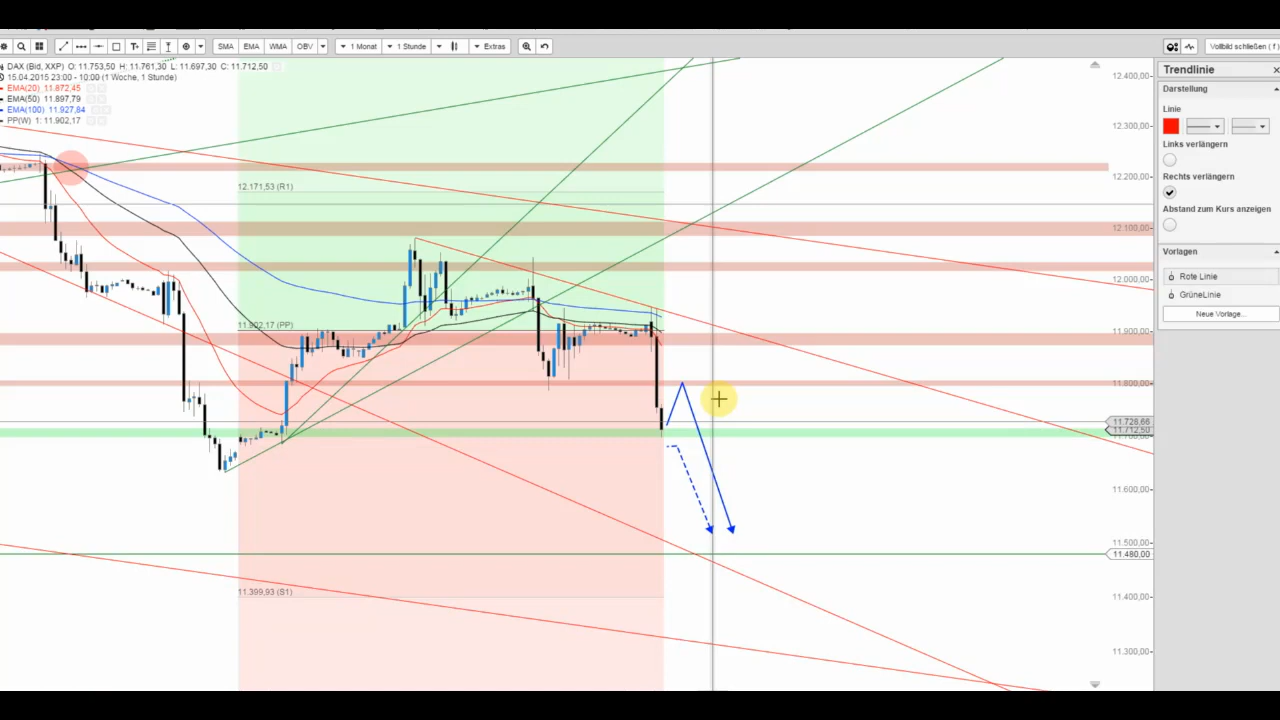 SMA EMA WMA OBV 1 Monat 1 Stunde Extras Vollbild schließen ( f )
DAX (Bid, XXP) O: 11.753,50 H: 11.761,30 L: 11.697,30 C: 11.712,50
15.04.2015 23:00 - 10:00 (1 Woche, 1 Stunde)
EMA(20) 11.872,45
EMA(50) 11.897,79
EMA(100) 11.927,84
PP(W) 1: 11.902,17
12.171,53 (R1)
11.902,17 (PP)
11.399,93 (S1)
12.400,00
12.300,00
12.200,00
12.100,00
12.000,00
11.900,00
11.800,00
11.728,66
11.712,50
11.600,00
11.500,00
11.480,00
11.400,00
11.300,00
Trendlinie
Darstellung
Linie
Links verlängern
Rechts verlängern
Abstand zum Kurs anzeigen
Vorlagen
Rote Linie
GrüneLinie
Neue Vorlage...